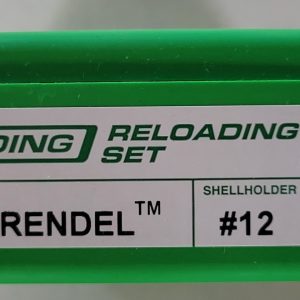 DING RELOADING
SET
RENDEL™
SHELLHOLDER
#12